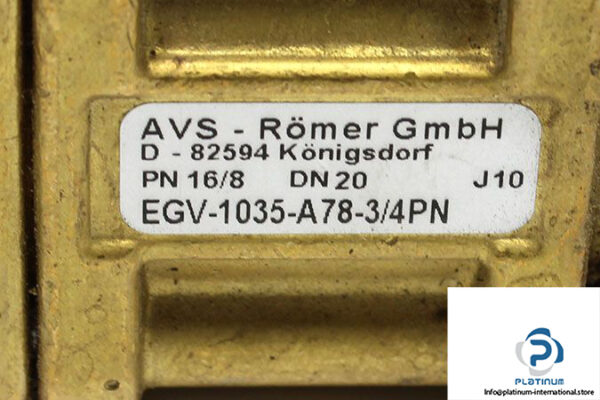 AVS - Römer GmbH
D - 82594 Königsdorf
PN 16/8 DN 20 J10
EGV-1035-A78-3/4PN
PLATINUM
www.platinum-international.store